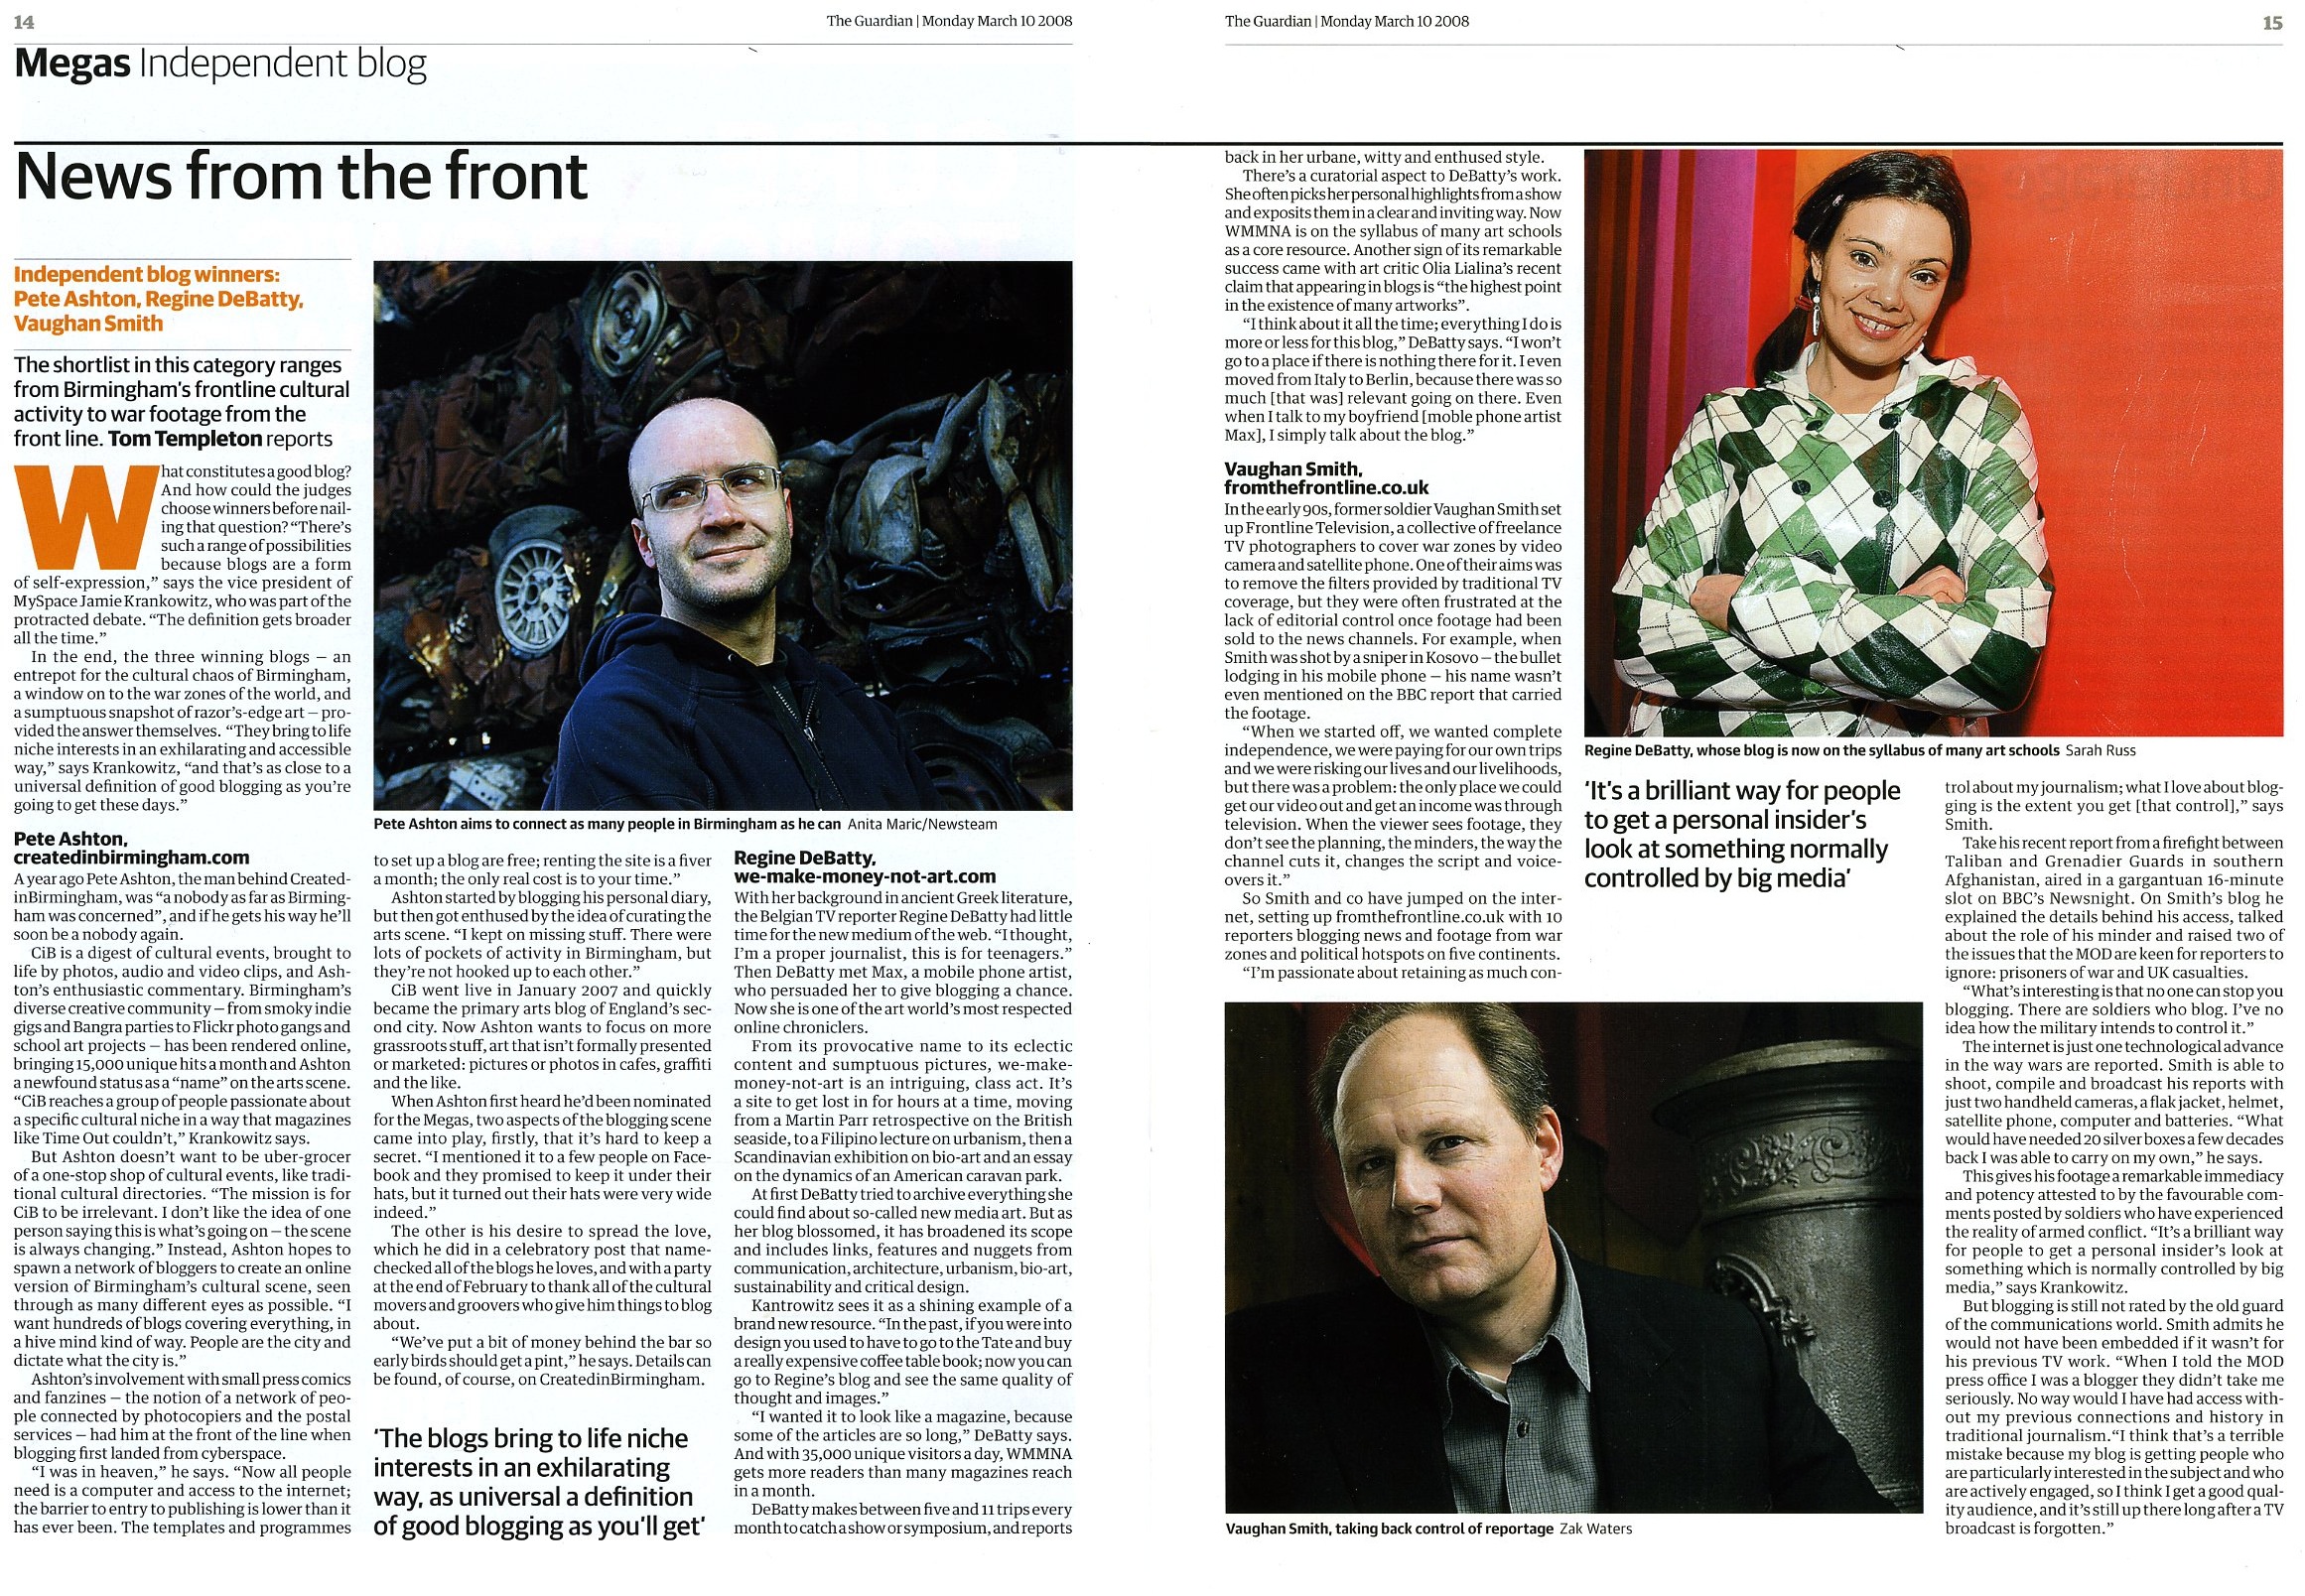 14
The Guardian | Monday March 10 2008
Megas Independent blog
News from the front
Independent blog winners:
Pete Ashton, Regine DeBatty,
Vaughan Smith
The shortlist in this category ranges
from Birmingham's frontline cultural
activity to war footage from the
front line. Tom Templeton reports
What constitutes a good blog?
And how could the judges
choose winners before nail-
ing that question? “There's
such a range of possibilities
because blogs are a form
of self-expression,” says the vice president of
MySpace Jamie Krankowitz, who was part of the
protracted debate. “The definition gets broader
all the time.”
In the end, the three winning blogs – an
entrepot for the cultural chaos of Birmingham,
a window on to the war zones of the world, and
a sumptuous snapshot of razor's-edge art – pro-
vided the answer themselves. “They bring to life
niche interests in an exhilarating and accessible
way,” says Krankowitz, “and that's as close to a
universal definition of good blogging as you're
going to get these days.”
Pete Ashton,
createdinbirmingham.com
A year ago Pete Ashton, the man behind Created-
inBirmingham, was “a nobody as far as Birming-
ham was concerned”, and if he gets his way he'll
soon be a nobody again.
CiB is a digest of cultural events, brought to
life by photos, audio and video clips, and Ash-
ton's enthusiastic commentary. Birmingham's
diverse creative community – from smoky indie
gigs and Bangra parties to Flickr photo gangs and
school art projects – has been rendered online,
bringing 15,000 unique hits a month and Ashton
a newfound status as a “name” on the arts scene.
“CiB reaches a group of people passionate about
a specific cultural niche in a way that magazines
like Time Out couldn't,” Krankowitz says.
But Ashton doesn't want to be uber-grocer
of a one-stop shop of cultural events, like tradi-
tional cultural directories. “The mission is for
CiB to be irrelevant. I don't like the idea of one
person saying this is what's going on – the scene
is always changing.” Instead, Ashton hopes to
spawn a network of bloggers to create an online
version of Birmingham's cultural scene, seen
through as many different eyes as possible. “I
want hundreds of blogs covering everything, in
a hive mind kind of way. People are the city and
dictate what the city is.”
Ashton's involvement with small press comics
and fanzines – the notion of a network of peo-
ple connected by photocopiers and the postal
services – had him at the front of the line when
blogging first landed from cyberspace.
“I was in heaven,” he says. “Now all people
need is a computer and access to the internet;
the barrier to entry to publishing is lower than it
has ever been. The templates and programmes
Pete Ashton aims to connect as many people in Birmingham as he can Anita Maric/Newsteam
to set up a blog are free; renting the site is a fiver
a month; the only real cost is to your time.”
Ashton started by blogging his personal diary,
but then got enthused by the idea of curating the
arts scene. “I kept on missing stuff. There were
lots of pockets of activity in Birmingham, but
they're not hooked up to each other.”
CiB went live in January 2007 and quickly
became the primary arts blog of England's sec-
ond city. Now Ashton wants to focus on more
grassroots stuff, art that isn't formally presented
or marketed: pictures or photos in cafes, graffiti
and the like.
When Ashton first heard he'd been nominated
for the Megas, two aspects of the blogging scene
came into play, firstly, that it's hard to keep a
secret. “I mentioned it to a few people on Face-
book and they promised to keep it under their
hats, but it turned out their hats were very wide
indeed.”
The other is his desire to spread the love,
which he did in a celebratory post that name-
checked all of the blogs he loves, and with a party
at the end of February to thank all of the cultural
movers and groovers who give him things to blog
about.
“We've put a bit of money behind the bar so
early birds should get a pint,” he says. Details can
be found, of course, on CreatedinBirmingham.
‘The blogs bring to life niche
interests in an exhilarating
way, as universal a definition
of good blogging as you'll get’
Regine DeBatty,
we-make-money-not-art.com
With her background in ancient Greek literature,
the Belgian TV reporter Regine DeBatty had little
time for the new medium of the web. “I thought,
I'm a proper journalist, this is for teenagers.”
Then DeBatty met Max, a mobile phone artist,
who persuaded her to give blogging a chance.
Now she is one of the art world's most respected
online chroniclers.
From its provocative name to its eclectic
content and sumptuous pictures, we-make-
money-not-art is an intriguing, class act. It's
a site to get lost in for hours at a time, moving
from a Martin Parr retrospective on the British
seaside, to a Filipino lecture on urbanism, then a
Scandinavian exhibition on bio-art and an essay
on the dynamics of an American caravan park.
At first DeBatty tried to archive everything she
could find about so-called new media art. But as
her blog blossomed, it has broadened its scope
and includes links, features and nuggets from
communication, architecture, urbanism, bio-art,
sustainability and critical design.
Kantrowitz sees it as a shining example of a
brand new resource. “In the past, if you were into
design you used to have to go to the Tate and buy
a really expensive coffee table book; now you can
go to Regine's blog and see the same quality of
thought and images.”
“I wanted it to look like a magazine, because
some of the articles are so long,” DeBatty says.
And with 35,000 unique visitors a day, WMMNA
gets more readers than many magazines reach
in a month.
DeBatty makes between five and 11 trips every
month to catch a show or symposium, and reports
The Guardian | Monday March 10 2008
15
back in her urbane, witty and enthused style.
There's a curatorial aspect to DeBatty's work.
She often picks her personal highlights from a show
and exposits them in a clear and inviting way. Now
WMMNA is on the syllabus of many art schools
as a core resource. Another sign of its remarkable
success came with art critic Olia Lialina's recent
claim that appearing in blogs is “the highest point
in the existence of many artworks”.
“I think about it all the time; everything I do is
more or less for this blog,” DeBatty says. “I won't
go to a place if there is nothing there for it. I even
moved from Italy to Berlin, because there was so
much [that was] relevant going on there. Even
when I talk to my boyfriend [moble phone artist
Max], I simply talk about the blog.”
Vaughan Smith,
fromthefrontline.co.uk
In the early 90s, former soldier Vaughan Smith set
up Frontline Television, a collective of freelance
TV photographers to cover war zones by video
camera and satellite phone. One of their aims was
to remove the filters provided by traditional TV
coverage, but they were often frustrated at the
lack of editorial control once footage had been
sold to the news channels. For example, when
Smith was shot by a sniper in Kosovo – the bullet
lodging in his mobile phone – his name wasn't
even mentioned on the BBC report that carried
the footage.
“When we started off, we wanted complete
independence, we were paying for our own trips
and we were risking our lives and our livelihoods,
but there was a problem: the only place we could
get our video out and get an income was through
television. When the viewer sees footage, they
don't see the planning, the minders, the way the
channel cuts it, changes the script and voice-
overs it.”
So Smith and co have jumped on the inter-
net, setting up fromthefrontline.co.uk with 10
reporters blogging news and footage from war
zones and political hotspots on five continents.
“I'm passionate about retaining as much con-
Regine DeBatty, whose blog is now on the syllabus of many art schools Sarah Russ
‘It's a brilliant way for people
to get a personal insider's
look at something normally
controlled by big media’
Vaughan Smith, taking back control of reportage Zak Waters
trol about my journalism; what I love about blog-
ging is the extent you get [that control],” says
Smith.
Take his recent report from a firefight between
Taliban and Grenadier Guards in southern
Afghanistan, aired in a gargantuan 16-minute
slot on BBC's Newsnight. On Smith's blog he
explained the details behind his access, talked
about the role of his minder and raised two of
the issues that the MOD are keen for reporters to
ignore: prisoners of war and UK casualties.
“What's interesting is that no one can stop you
blogging. There are soldiers who blog. I've no
idea how the military intends to control it.”
The internet is just one technological advance
in the way wars are reported. Smith is able to
shoot, compile and broadcast his reports with
just two handheld cameras, a flak jacket, helmet,
satellite phone, computer and batteries. “What
would have needed 20 silver boxes a few decades
back I was able to carry on my own,” he says.
This gives his footage a remarkable immediacy
and potency attested to by the favourable com-
ments posted by soldiers who have experienced
the reality of armed conflict. “It's a brilliant way
for people to get a personal insider's look at
something which is normally controlled by big
media,” says Krankowitz.
But blogging is still not rated by the old guard
of the communications world. Smith admits he
would not have been embedded if it wasn't for
his previous TV work. “When I told the MOD
press office I was a blogger they didn't take me
seriously. No way would I have had access with-
out my previous connections and history in
traditional journalism. “I think that's a terrible
mistake because my blog is getting people who
are particularly interested in the subject and who
are actively engaged, so I think I get a good qual-
ity audience, and it's still up there long after a TV
broadcast is forgotten.”